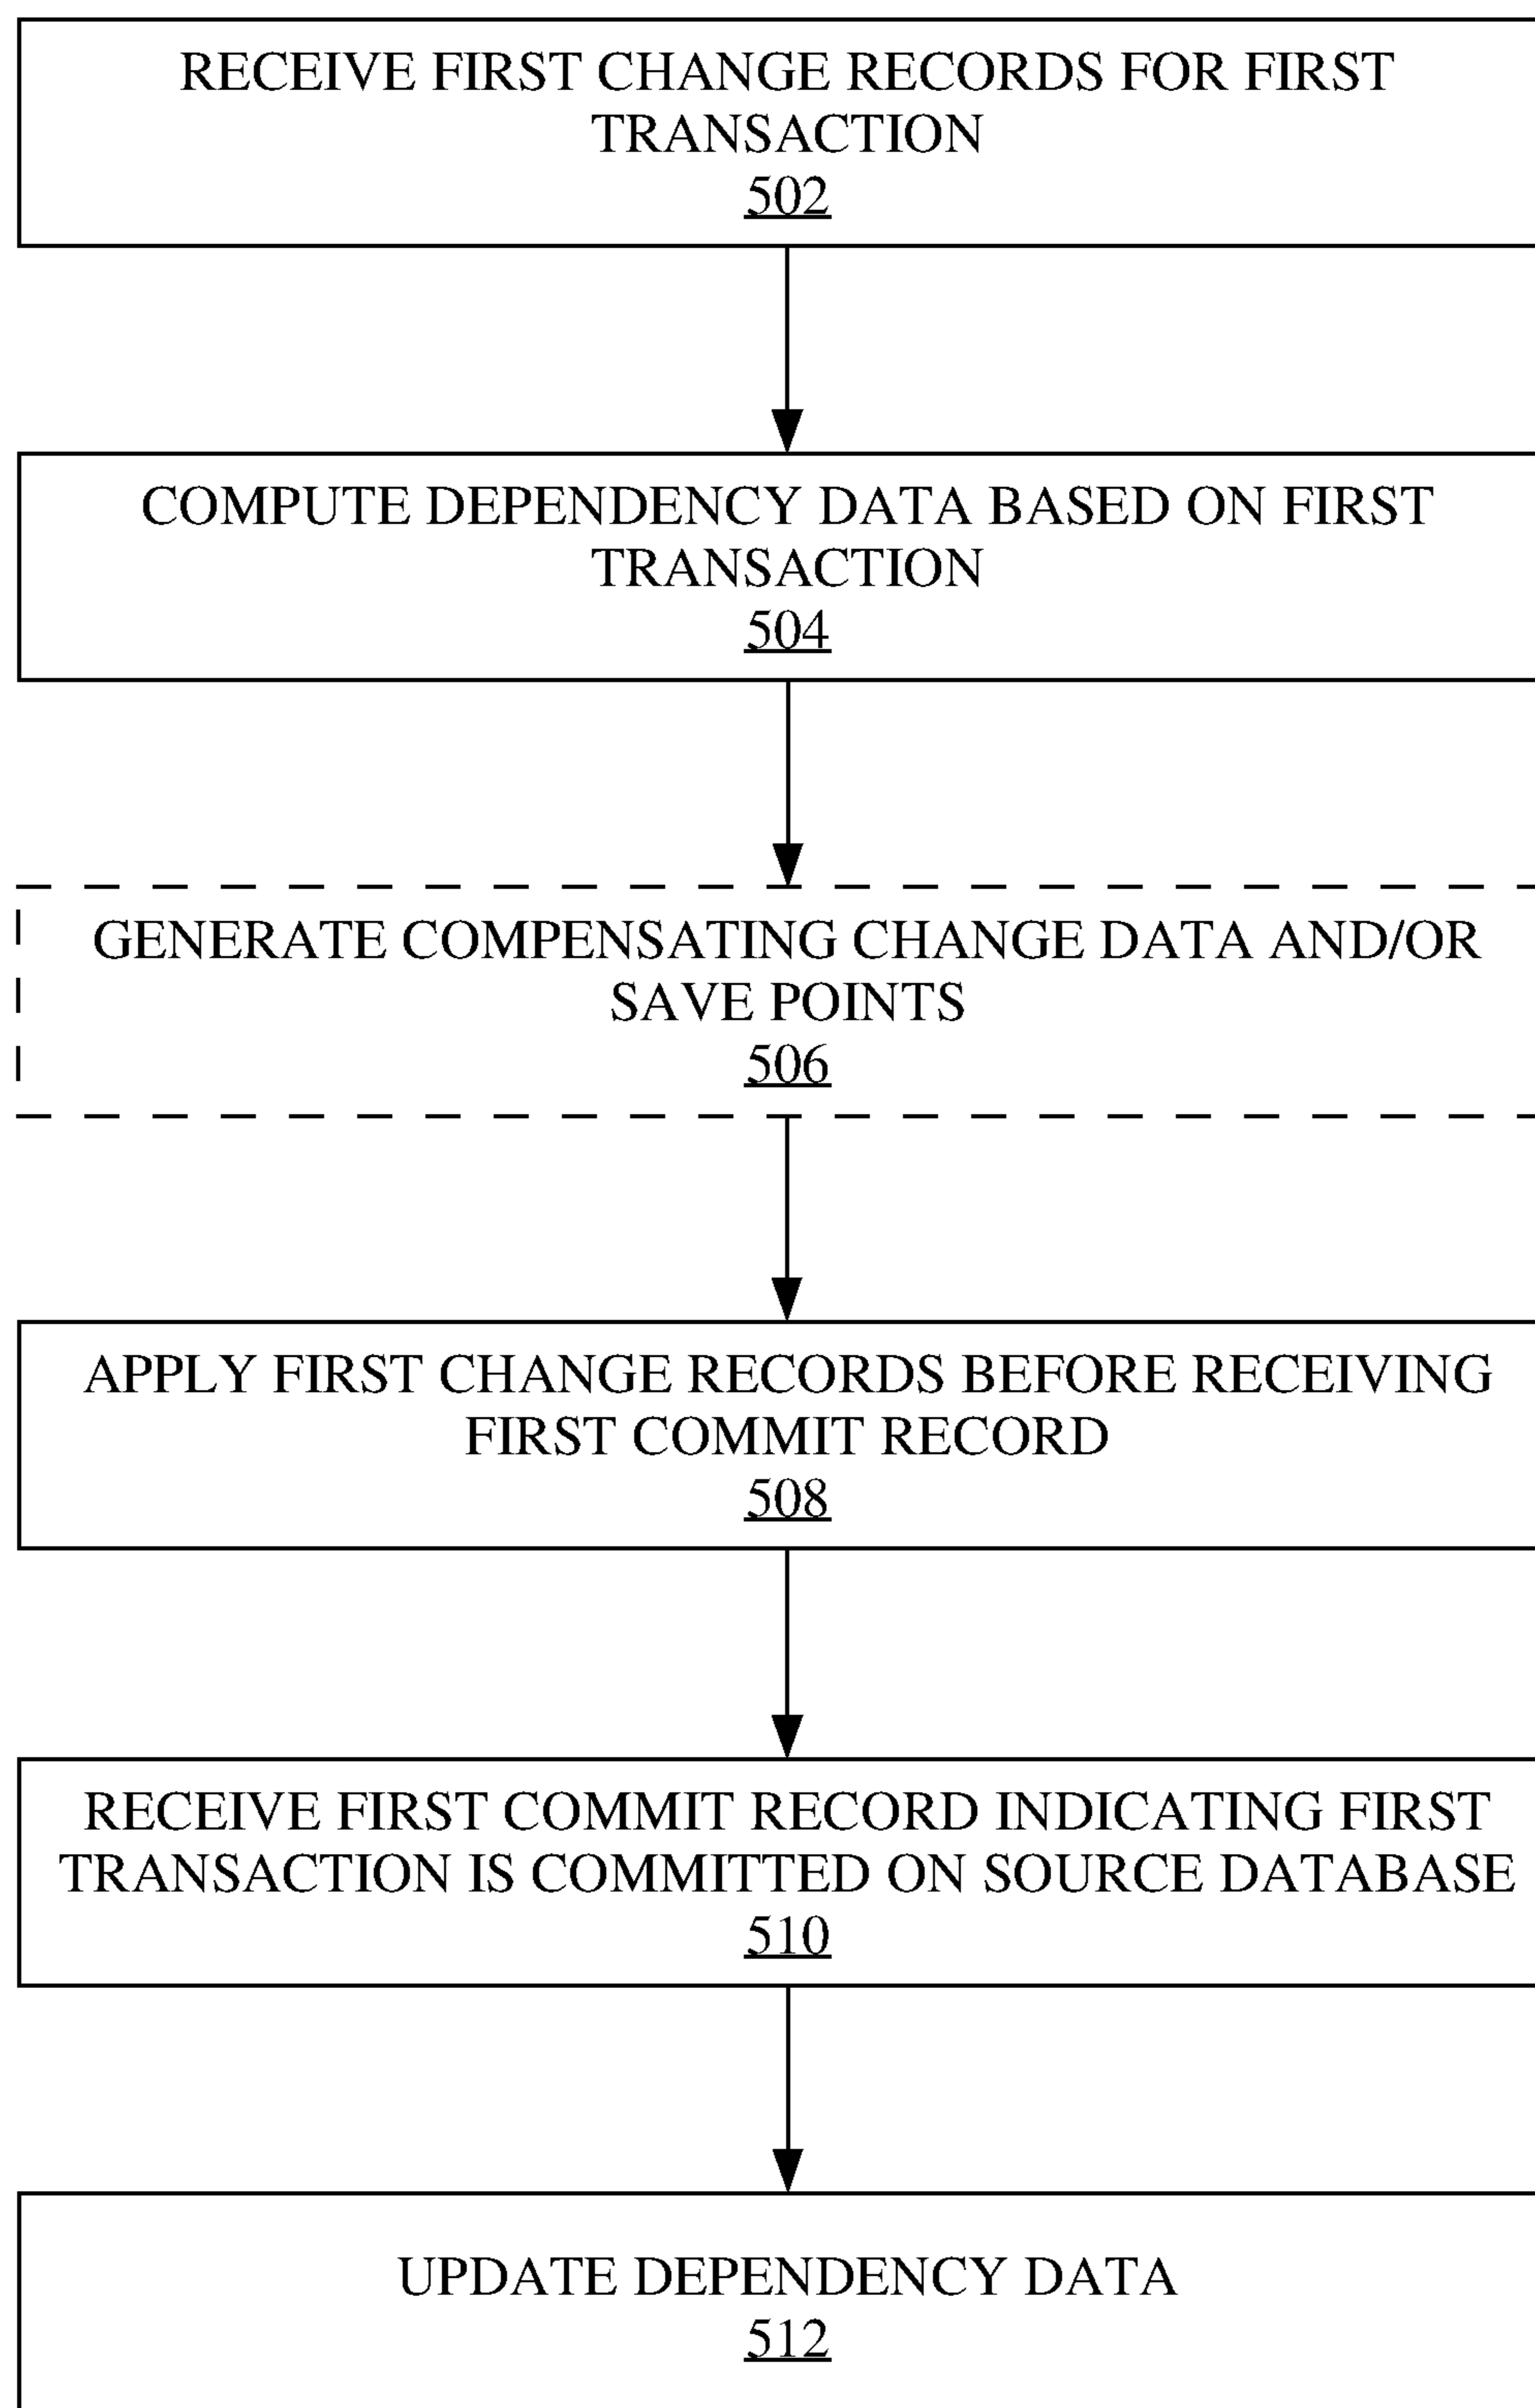 RECEIVE FIRST CHANGE RECORDS FOR FIRST
TRANSACTION
502
COMPUTE DEPENDENCY DATA BASED ON FIRST
TRANSACTION
504
GENERATE COMPENSATING CHANGE DATA AND/OR
SAVE POINTS
506
APPLY FIRST CHANGE RECORDS BEFORE RECEIVING
FIRST COMMIT RECORD
508
RECEIVE FIRST COMMIT RECORD INDICATING FIRST
TRANSACTION IS COMMITTED ON SOURCE DATABASE
510
UPDATE DEPENDENCY DATA
512